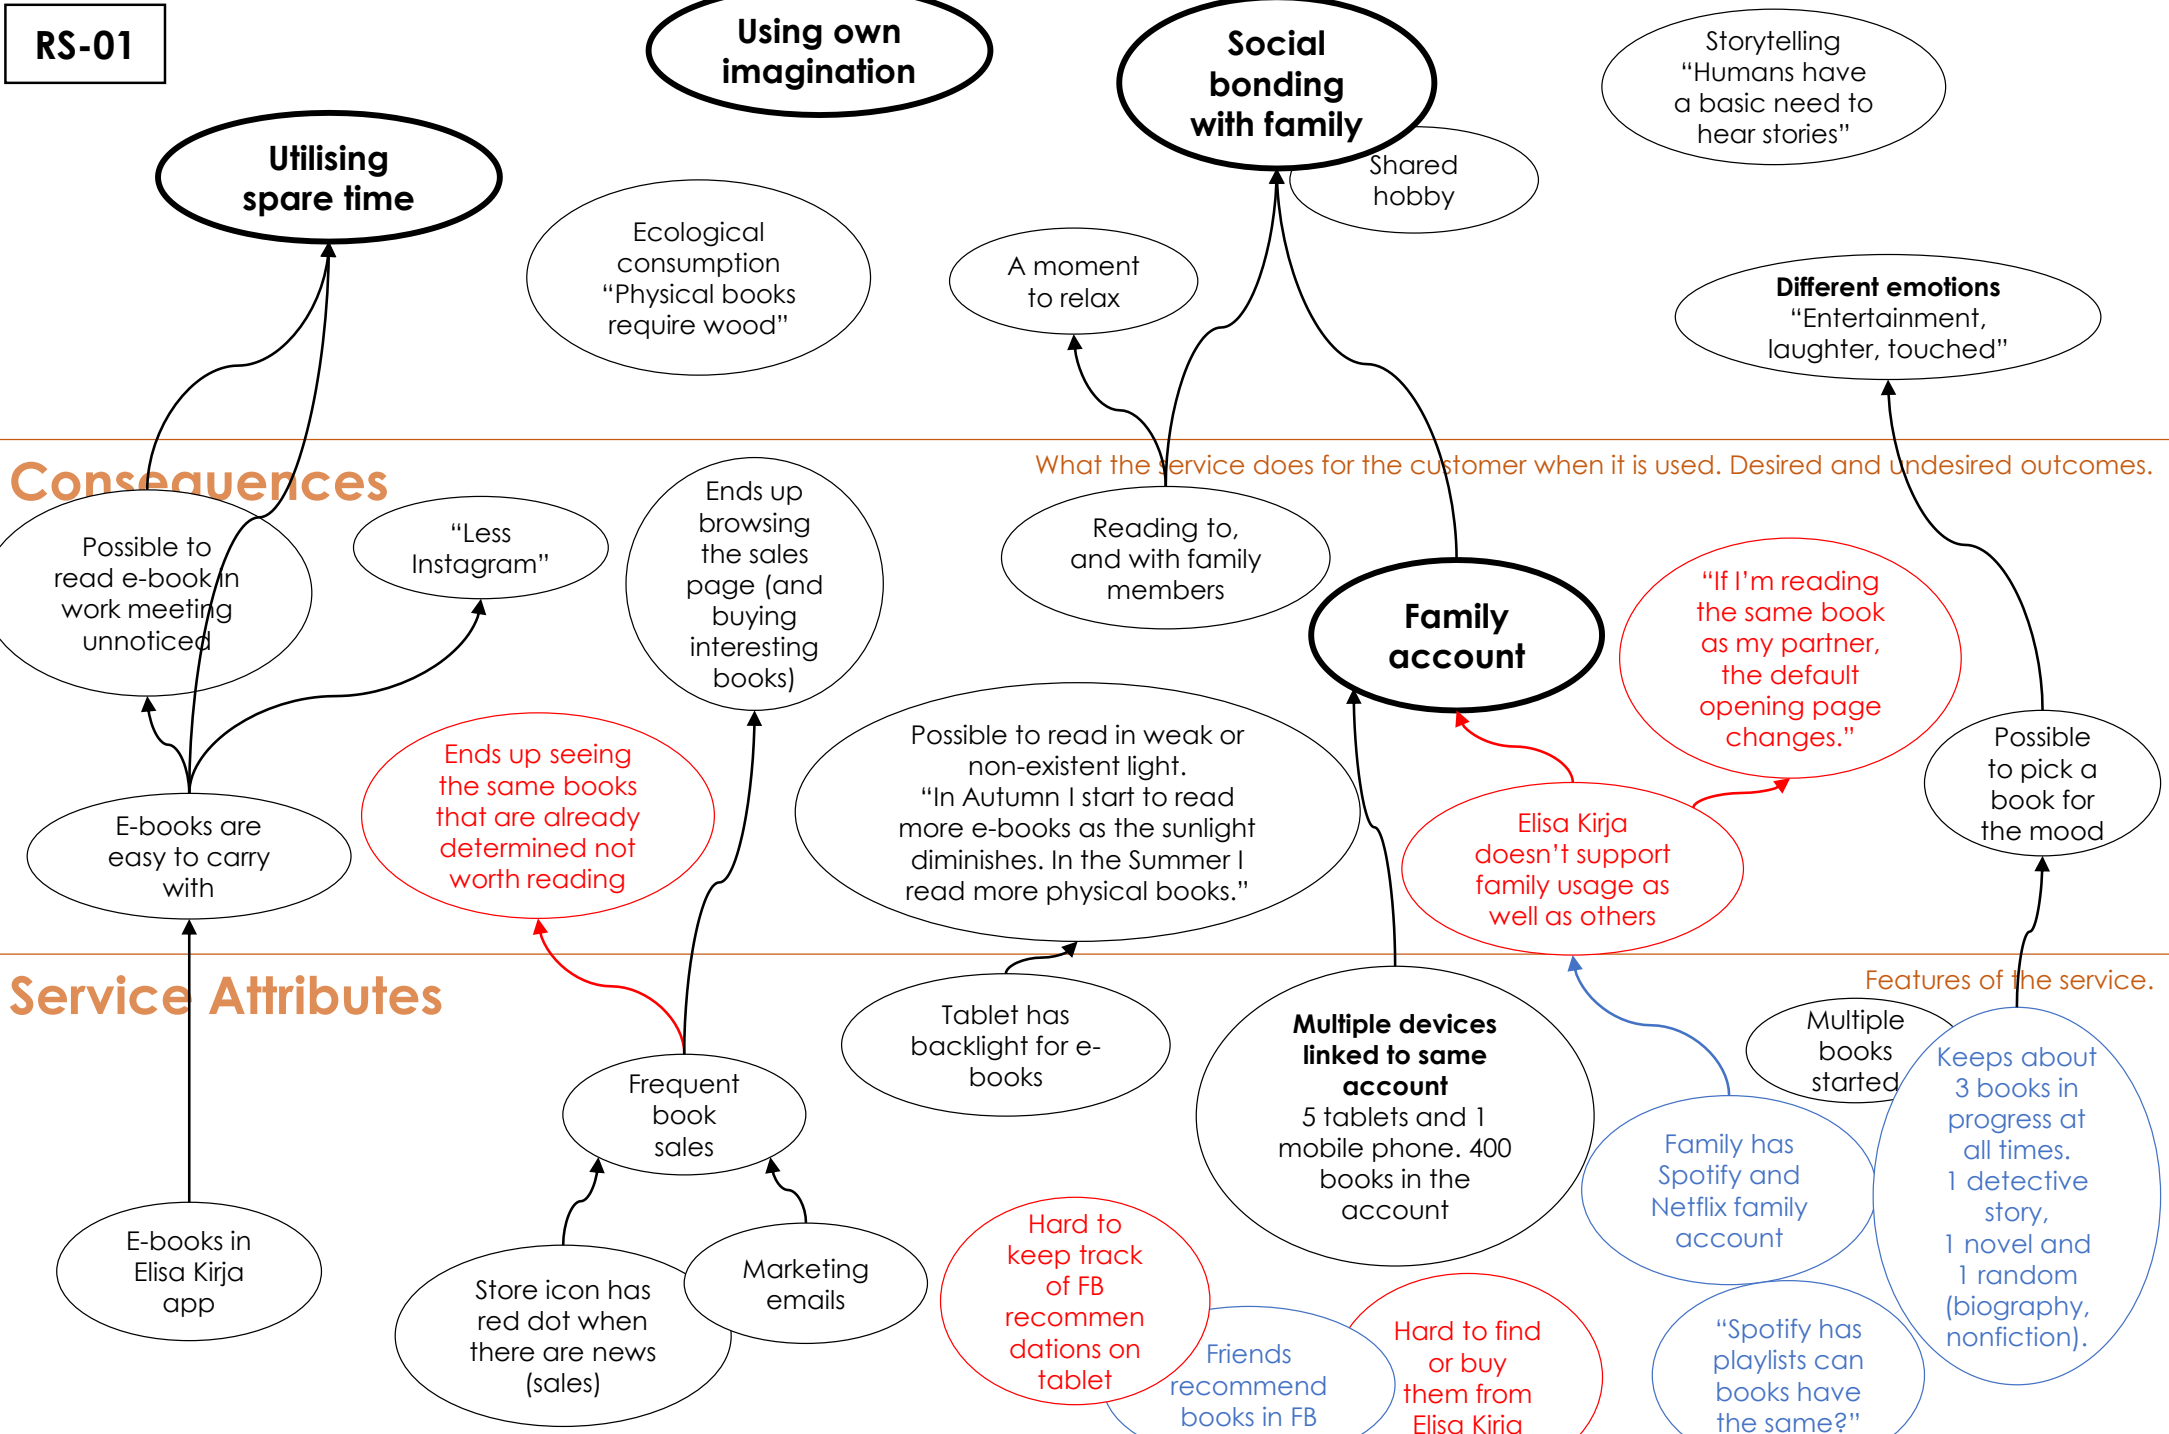 RS-01
Using own
imagination
Social
bonding
with family
Storytelling
“Humans have
a basic need to
hear stories”
Utilising
spare time
Shared
hobby
Ecological
consumption
“Physical books
require wood”
A moment
to relax
Different emotions
“Entertainment,
laughter, touched”
Consequences
What the service does for the customer when it is used. Desired and undesired outcomes.
Possible to
read e-book in
work meeting
unnoticed
“Less
Instagram”
Ends up
browsing
the sales
page (and
buying
interesting
books)
Reading to,
and with family
members
Family
account
“If I’m reading
the same book
as my partner,
the default
opening page
changes.”
E-books are
easy to carry
with
Ends up seeing
the same books
that are already
determined not
worth reading
Possible to read in weak or
non-existent light.
“In Autumn I start to read
more e-books as the sunlight
diminishes. In the Summer I
read more physical books.”
Elisa Kirja
doesn’t support
family usage as
well as others
Possible
to pick a
book for
the mood
Service Attributes
Features of the service.
Frequent
book
sales
Tablet has
backlight for e-
books
Multiple devices
linked to same
account
5 tablets and 1
mobile phone. 400
books in the
account
Multiple
books
started
Keeps about
3 books in
progress at
all times.
1 detective
story,
1 novel and
1 random
(biography,
nonfiction).
Family has
Spotify and
Netflix family
account
E-books in
Elisa Kirja
app
Store icon has
red dot when
there are news
(sales)
Marketing
emails
Hard to
keep track
of FB
recommen
dations on
tablet
Friends
recommend
books in FB
Hard to find
or buy
them from
Elisa Kirja
“Spotify has
playlists can
books have
the same?”